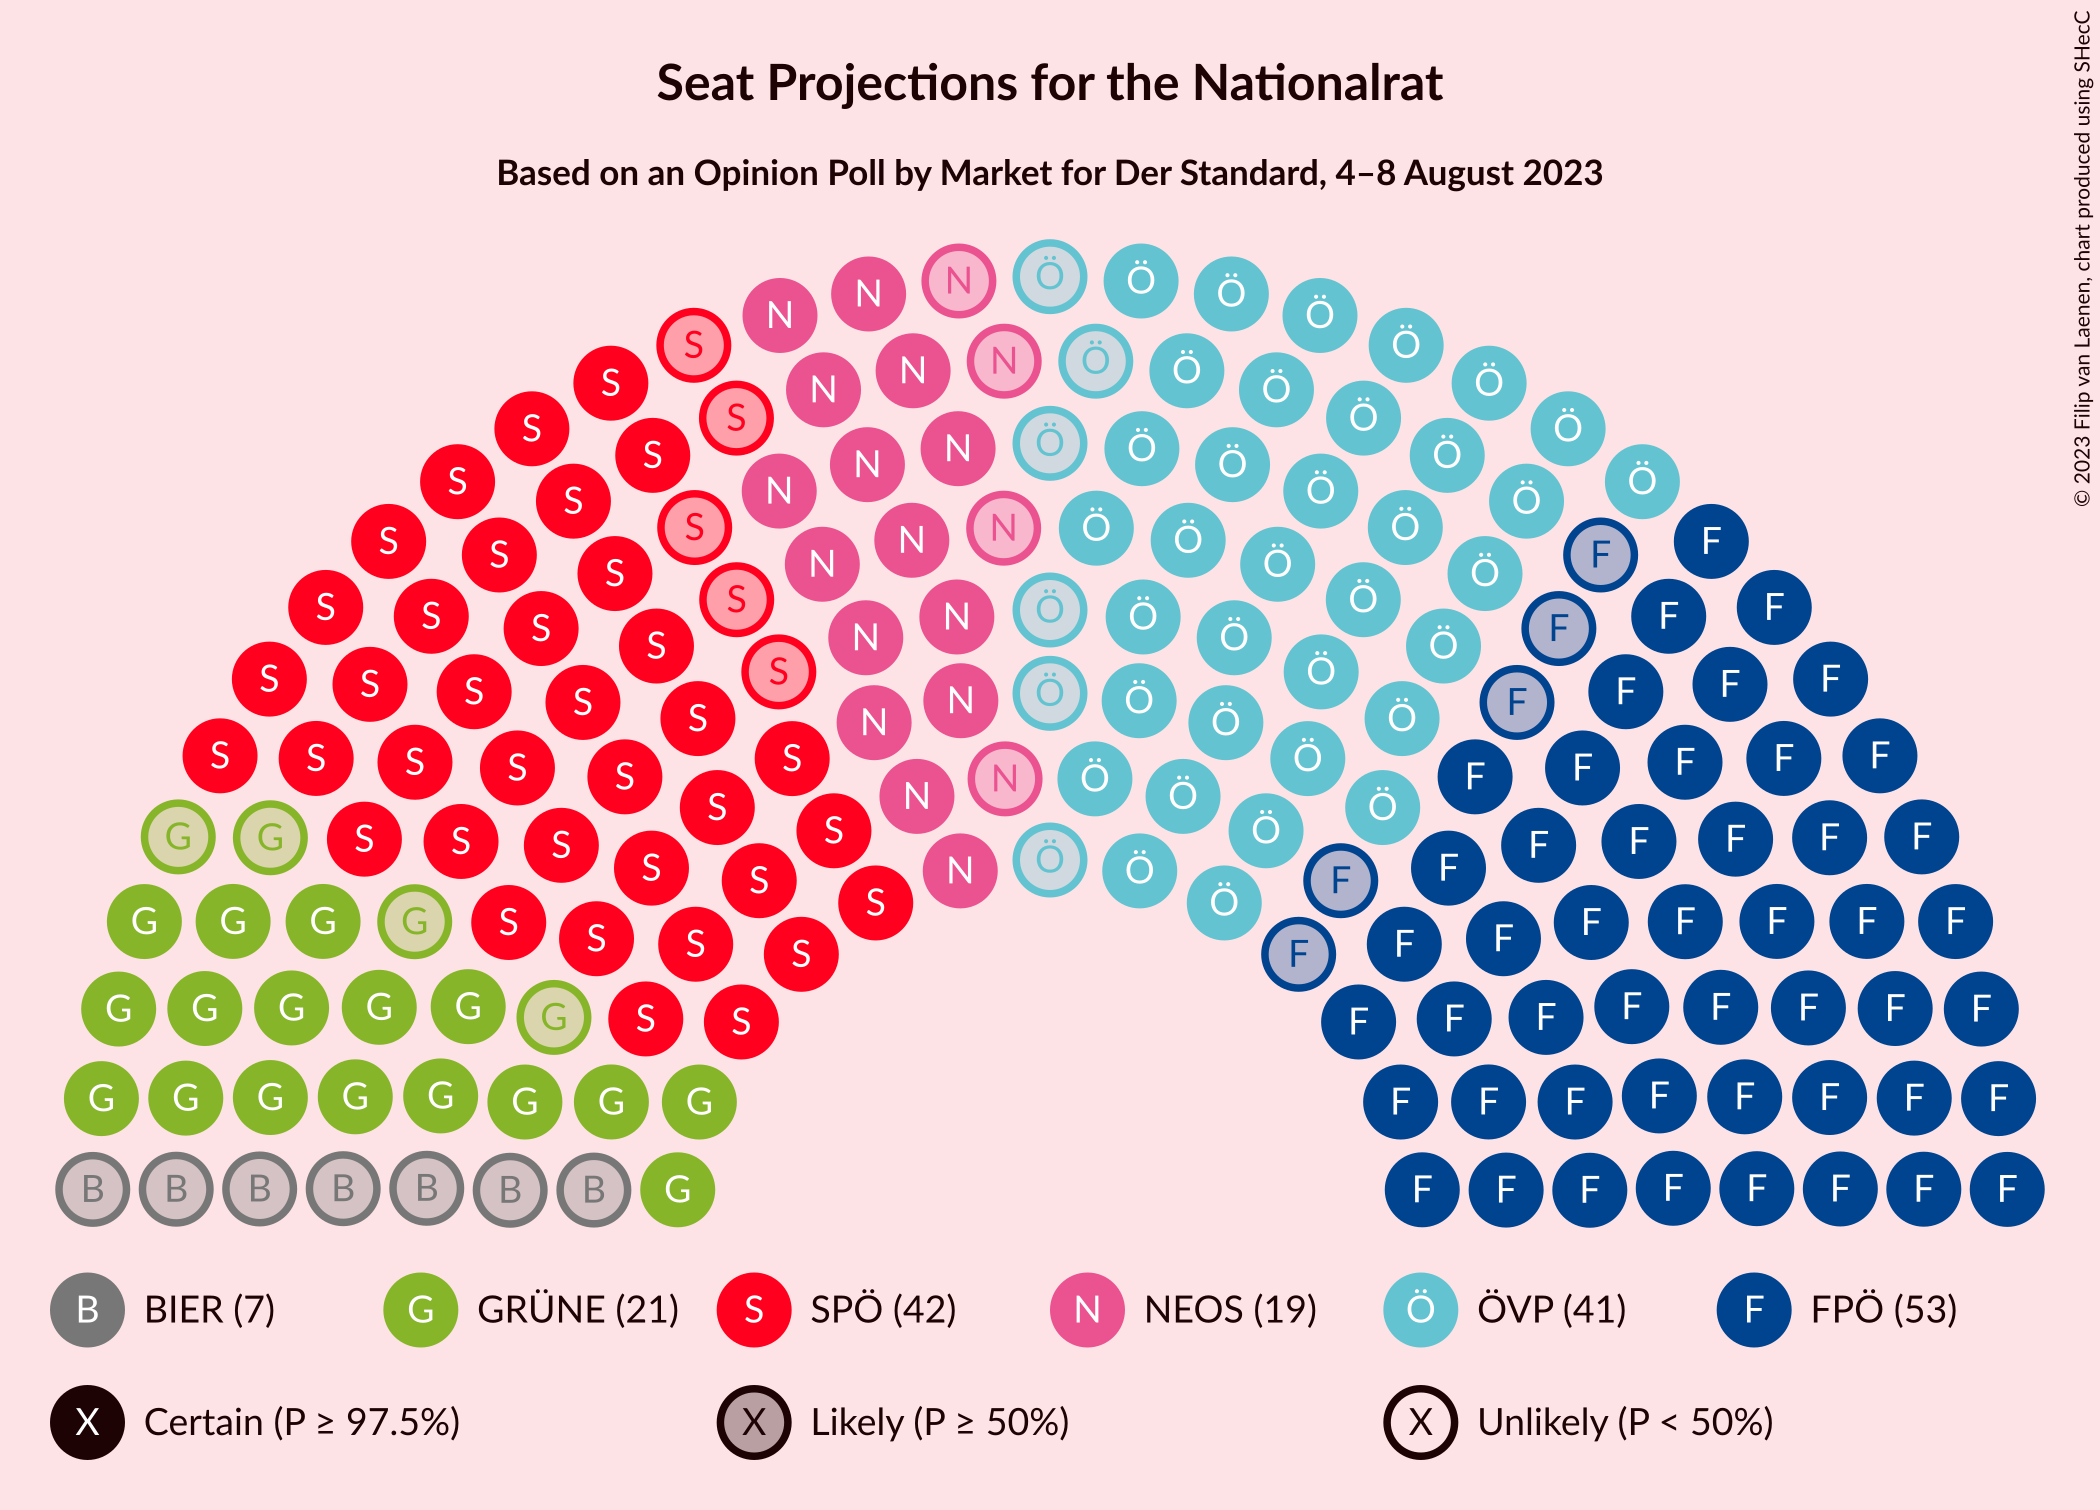 © 2023 Filip van Laenen, chart produced using SHecC
Seat Projections for the Nationalrat
Based on an Opinion Poll by Market for Der Standard, 4–8 August 2023
N N Ö Ö Ö
N Ö
S Ö
N N Ö Ö
S N Ö Ö
S S Ö Ö
S N N Ö Ö Ö Ö
S S N Ö Ö Ö
S S N N Ö Ö Ö F
S S N Ö Ö F
S S S N Ö Ö Ö F F
S S N Ö Ö F
S S S S S N Ö Ö Ö F F F F
S N Ö Ö
S S S S S S N Ö Ö F F F F F
S N Ö Ö
G G S S S S Ö F F F F F
S S N Ö Ö F F
G G G G S S S S Ö F F F F F F F
S F
G G G G G G S S F F F F F F F F
G G G G G G G G F F F F F F F F
B B B B B B B G F F F F F F F F
B BIER (7) G GRÜNE (21) S SPÖ (42) N NEOS (19) Ö ÖVP (41) F FPÖ (53)
X Certain (P ≥ 97.5%) X Likely (P ≥ 50%) X Unlikely (P < 50%)